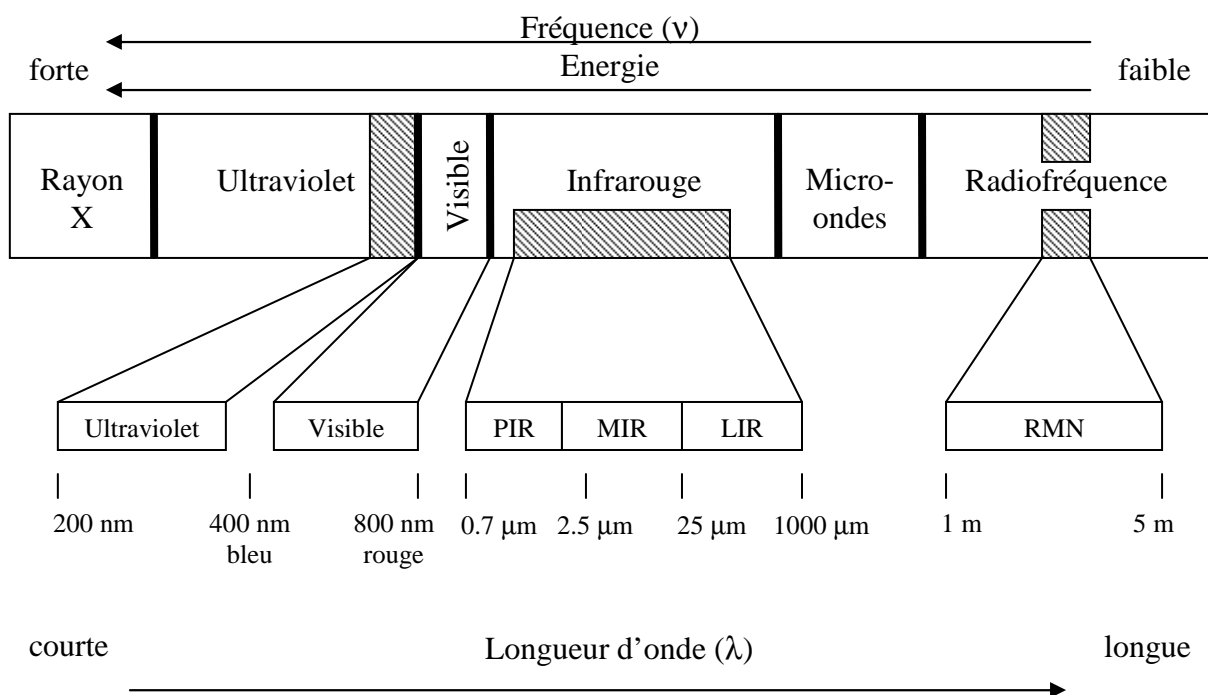 Fréquence (ν)
forte
Energie
faible
Rayon
X
Ultraviolet
Visible
Infrarouge
Micro-
ondes
Radiofréquence
Ultraviolet
Visible
PIR
MIR
LIR
RMN
200 nm
400 nm
bleu
800 nm
rouge
0.7 μm
2.5 μm
25 μm
1000 μm
1 m
5 m
courte
Longueur d’onde (λ)
longue